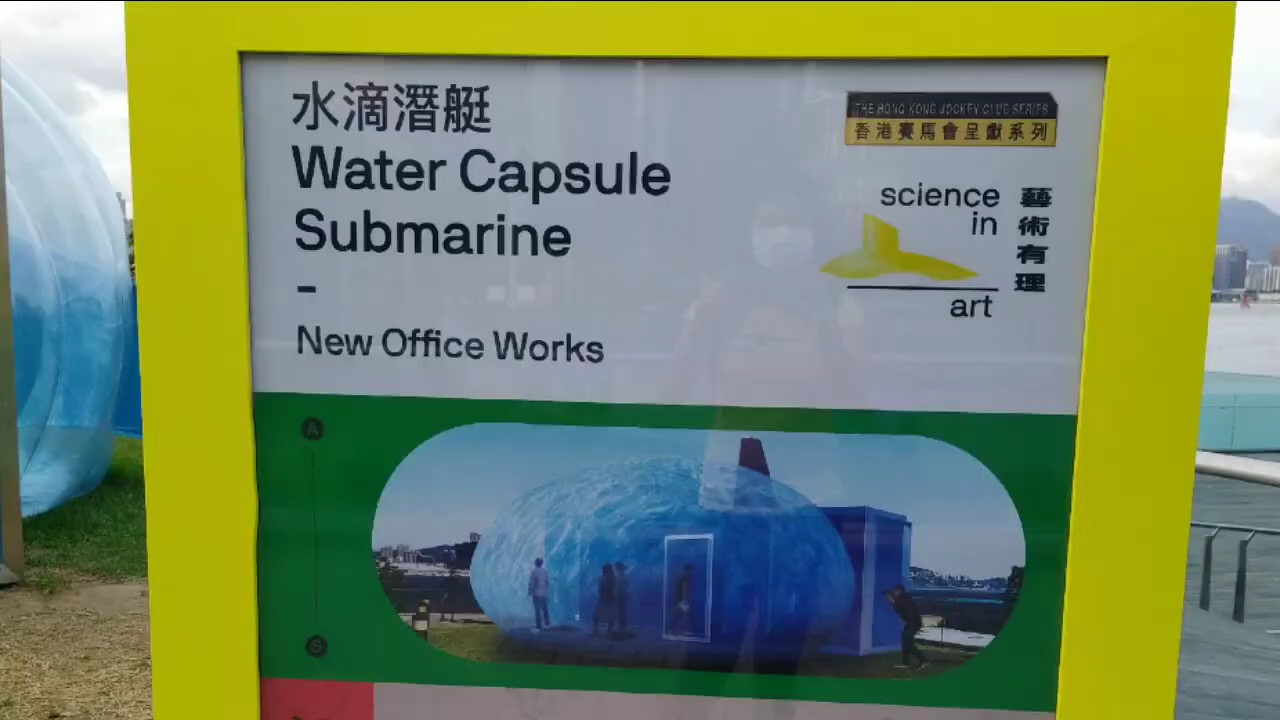 水滴潛艇
Water Capsule
Submarine
–
New Office Works
THE HONG KONG JOCKEY CLUB SERIES
香港賽馬會呈獻系列
science
in
art
藝術有理
A
S